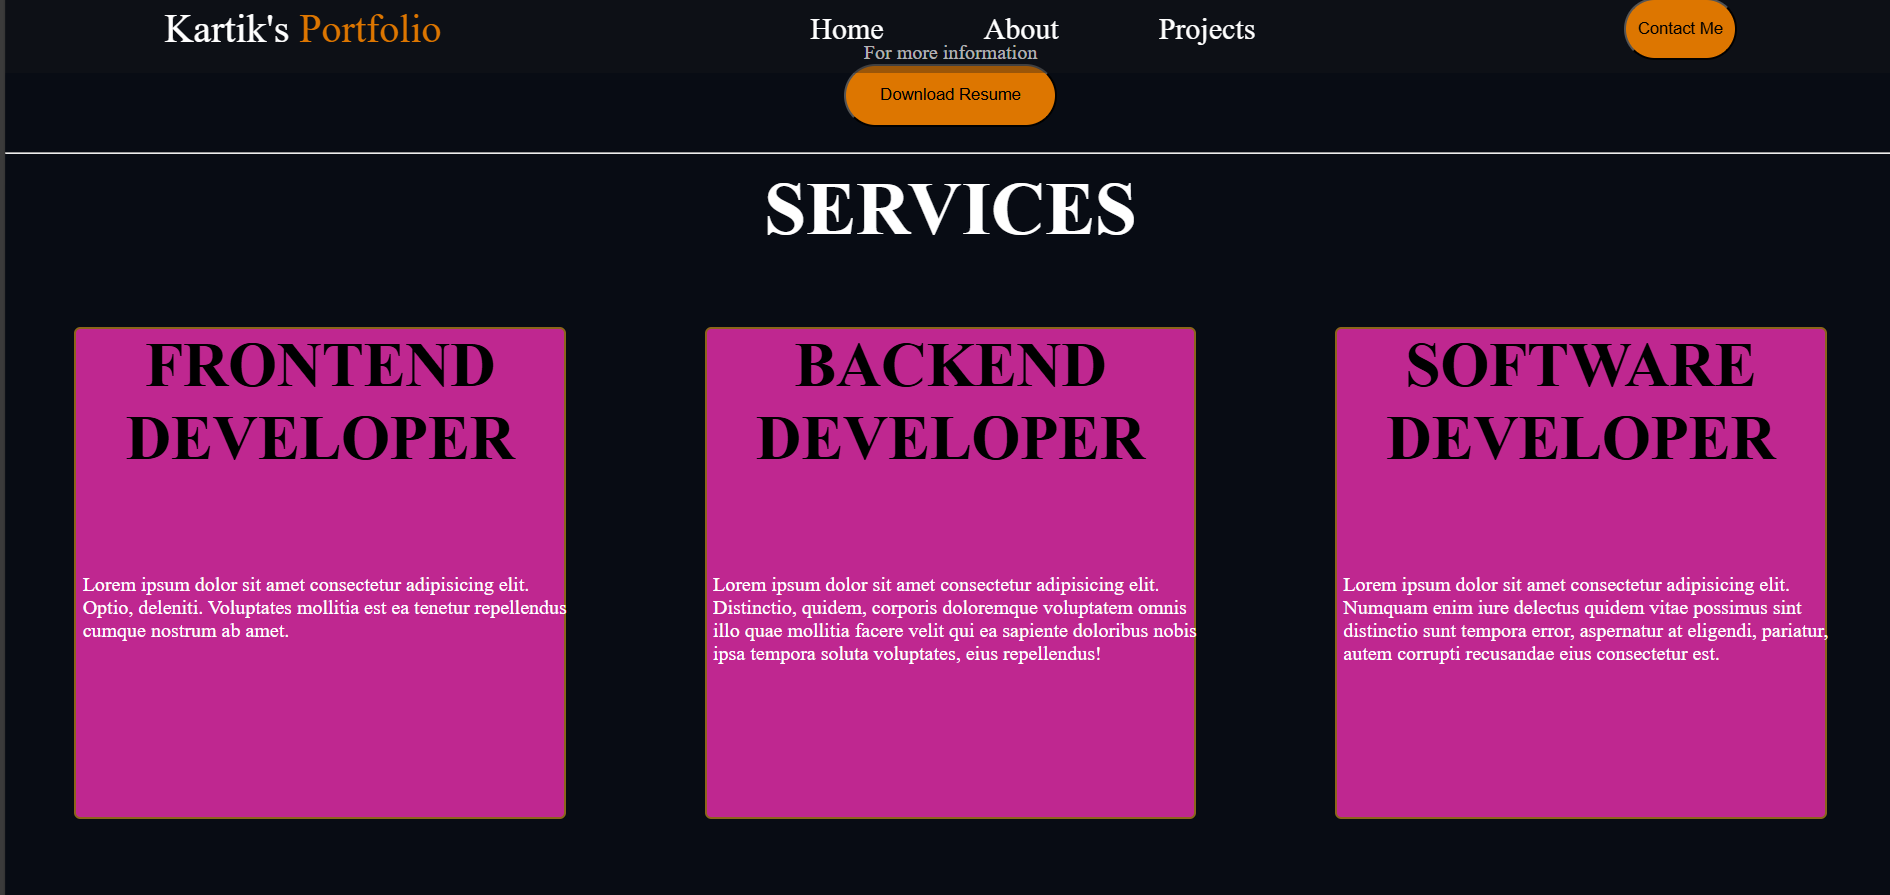 Kartik's Portfolio
Home
About
Projects
Contact Me
For more information
Download Resume
SERVICES
FRONTEND
DEVELOPER
Lorem ipsum dolor sit amet consectetur adipisicing elit.
Optio, deleniti. Voluptates mollitia est ea tenetur repellendus
cumque nostrum ab amet.
BACKEND
DEVELOPER
Lorem ipsum dolor sit amet consectetur adipisicing elit.
Distinctio, quidem, corporis doloremque voluptatem omnis
illo quae mollitia facere velit qui ea sapiente doloribus nobis
ipsa tempora soluta voluptates, eius repellendus!
SOFTWARE
DEVELOPER
Lorem ipsum dolor sit amet consectetur adipisicing elit.
Numquam enim iure delectus quidem vitae possimus sint
distinctio sunt tempora error, aspernatur at eligendi, pariatur,
autem corrupti recusandae eius consectetur est.